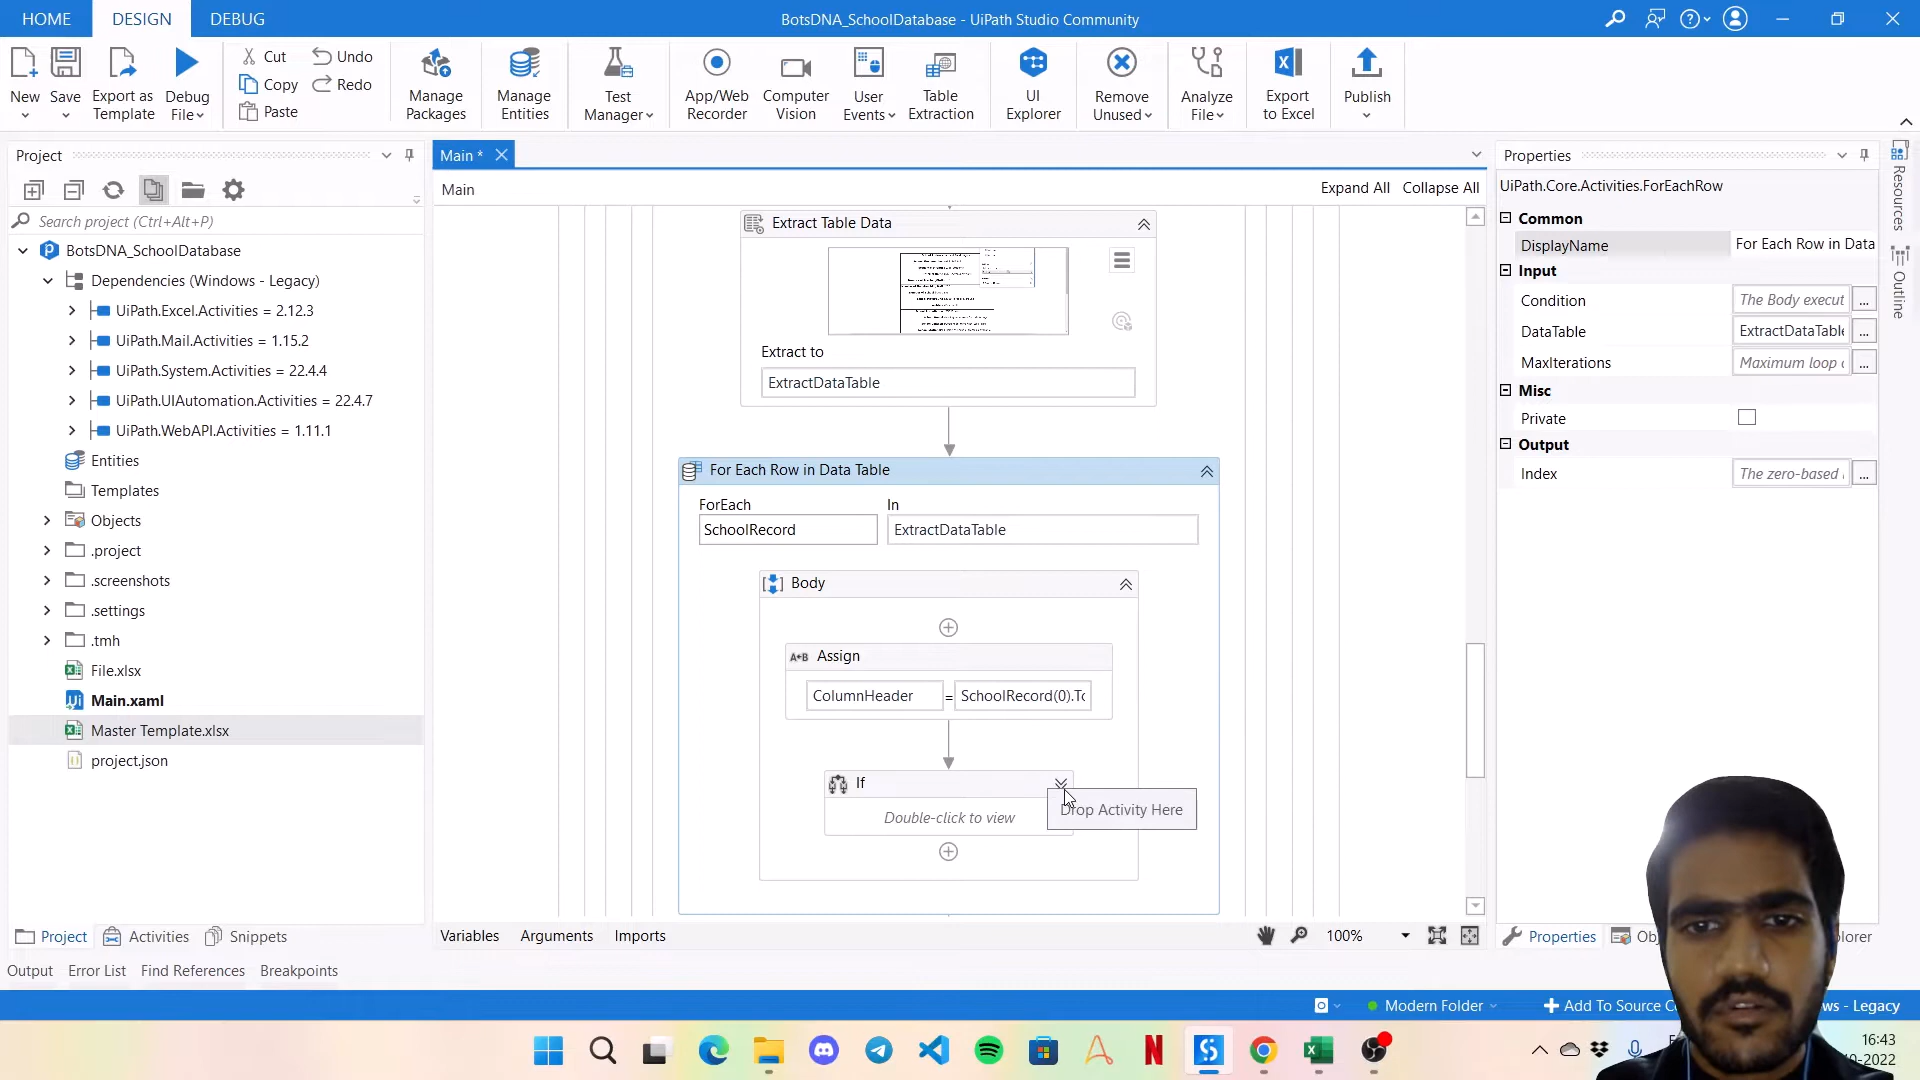 HOME DESIGN DEBUG
BotsDNA_SchoolDatabase - UiPath Studio Community
New
Save
Export as
Template
Debug
File
Cut
Copy
Paste
Undo
Redo
Manage
Packages
Manage
Entities
Test
Manager
App/Web
Recorder
Computer
Vision
User
Events
Table
Extraction
UI
Explorer
Remove
Unused
Analyze
File
Export
to Excel
Publish
Project
Search project (Ctrl+Alt+P)
BotsDNA_SchoolDatabase
Dependencies (Windows - Legacy)
UiPath.Excel.Activities = 2.12.3
UiPath.Mail.Activities = 1.15.2
UiPath.System.Activities = 22.4.4
UiPath.UIAutomation.Activities = 22.4.7
UiPath.WebAPI.Activities = 1.11.1
Entities
Templates
Objects
.project
.screenshots
.settings
.tmh
File.xlsx
Main.xaml
Master Template.xlsx
project.json
Project Activities Snippets
Main *
Main
Expand All Collapse All
Extract Table Data
Extract to
ExtractDataTable
For Each Row in Data Table
ForEach In
SchoolRecord ExtractDataTable
Body
A←B Assign
ColumnHeader = SchoolRecord(0).To
If
Double-click to view
Drop Activity Here
Variables Arguments Imports
100%
Properties
UiPath.Core.Activities.ForEachRow
Common
DisplayName For Each Row in Data
Input
Condition The Body execut ...
DataTable ExtractDataTable ...
MaxIterations Maximum loop ...
Misc
Private
Output
Index The zero-based ...
Resources
Outline
Properties
Output Error List Find References Breakpoints
Modern Folder
Add To Source
Legacy
16:43
2022